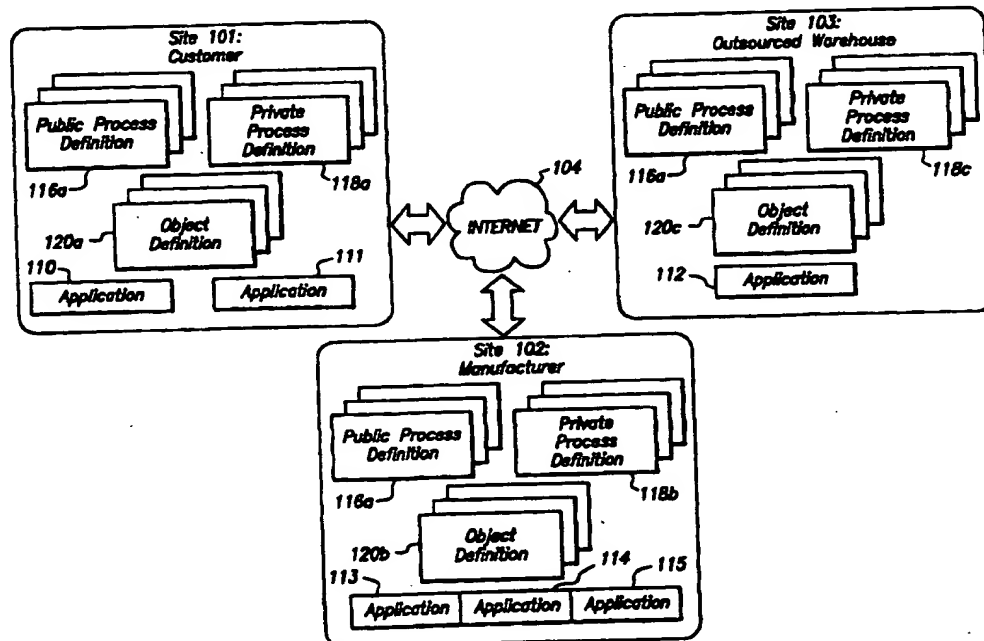 Site 101:
Customer
Public Process
Definition
Private
Process
Definition
116a
118a
120a
Object
Definition
110
111
Application
Application
104
INTERNET
Site 103:
Outsourced Warehouse
Public Process
Definition
Private
Process
Definition
116a
118c
120c
Object
Definition
112
Application
Site 102:
Manufacturer
Public Process
Definition
Private
Process
Definition
116a
118b
120b
Object
Definition
113
114
115
Application
Application
Application